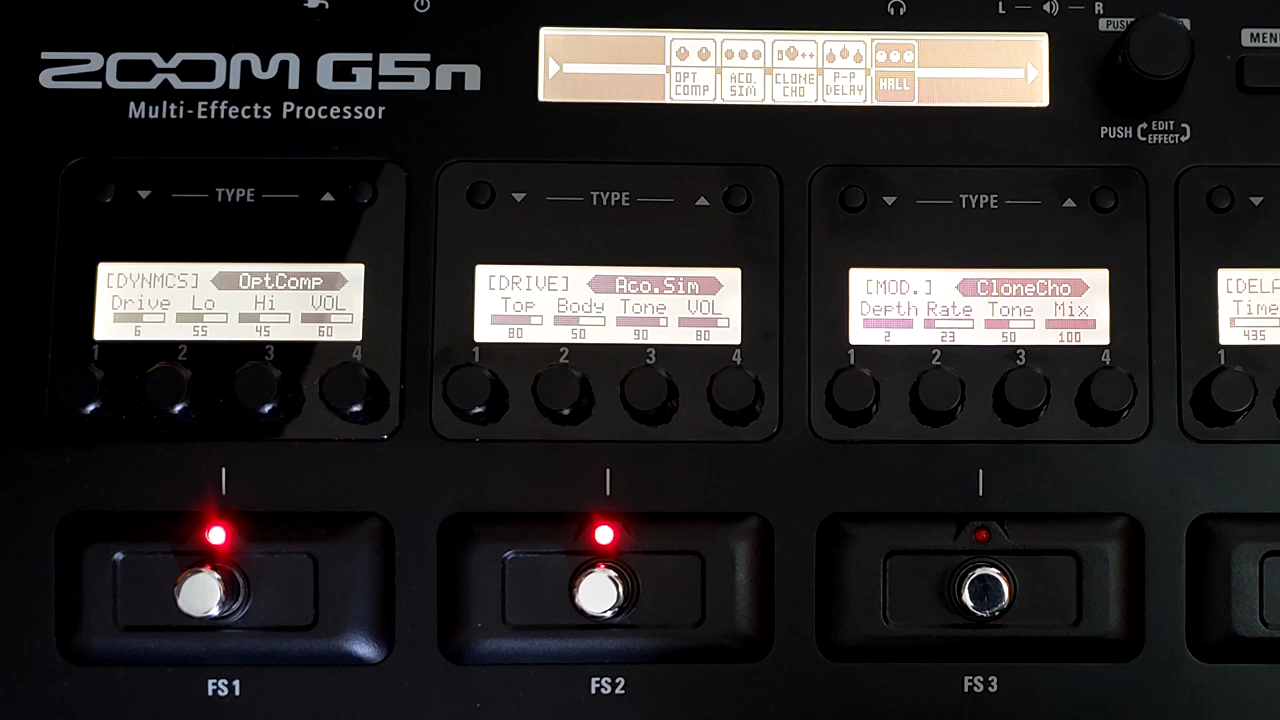 L R
PUSH
MENU
ZOOM G5n
Multi-Effects Processor
OPT COMP
ACO. SIM
CLONE CHO
P-P DELAY
HALL
PUSH EDIT EFFECT
TYPE
[DYNMCS] OptComp
Drive Lo Hi VOL
6 55 45 60
1 2 3 4
TYPE
[DRIVE] Aco.Sim
Top Body Tone VOL
80 50 90 80
1 2 3 4
TYPE
[MOD.] CloneCho
Depth Rate Tone Mix
2 23 50 100
1 2 3 4
[DELA
Time
435
1
FS1
FS2
FS3